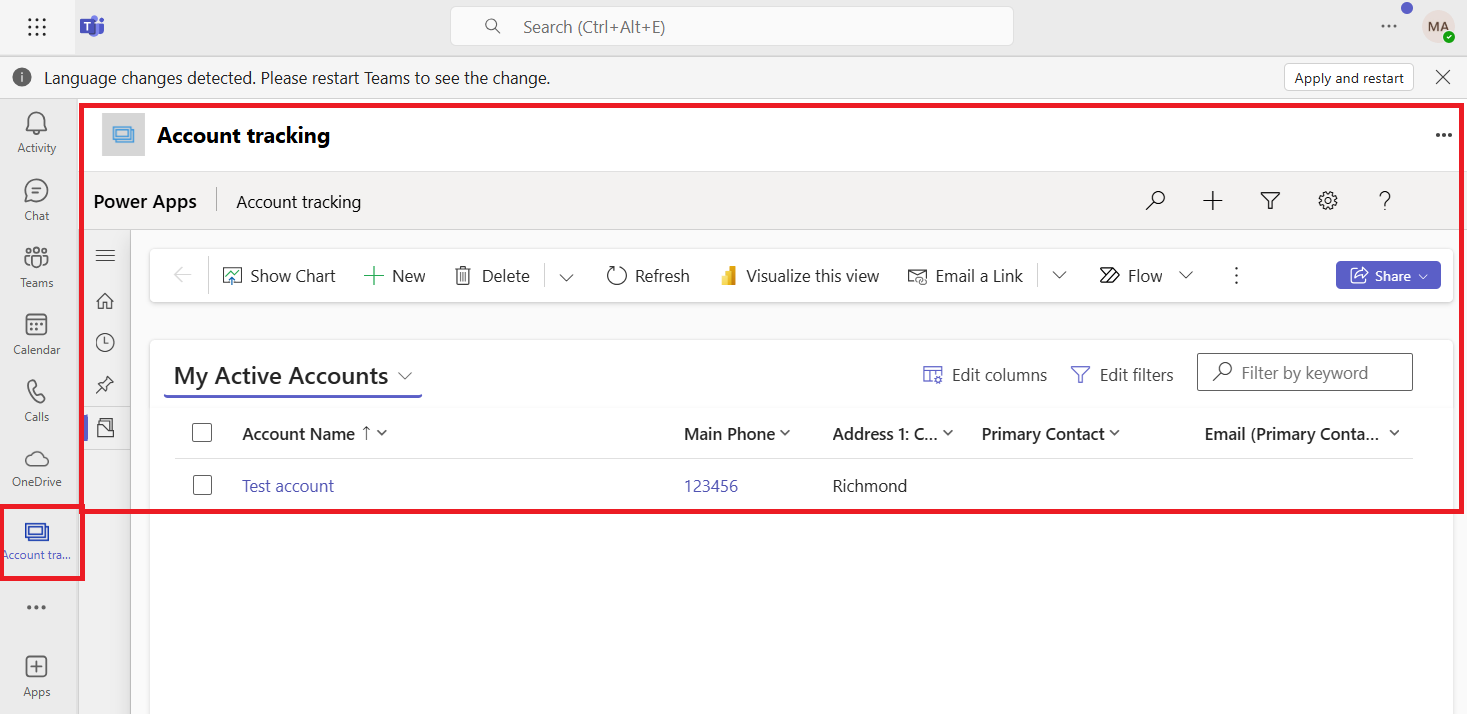 Search (Ctrl+Alt+E)
MA
Language changes detected. Please restart Teams to see the change.
Apply and restart
Activity
Chat
Teams
Calendar
Calls
OneDrive
Account tra...
Apps
Account tracking
Power Apps
Account tracking
Show Chart
New
Delete
Refresh
Visualize this view
Email a Link
Flow
Share
My Active Accounts
Edit columns
Edit filters
Filter by keyword
Account Name ↑ Main Phone Address 1: C... Primary Contact Email (Primary Conta...
Test account 123456 Richmond